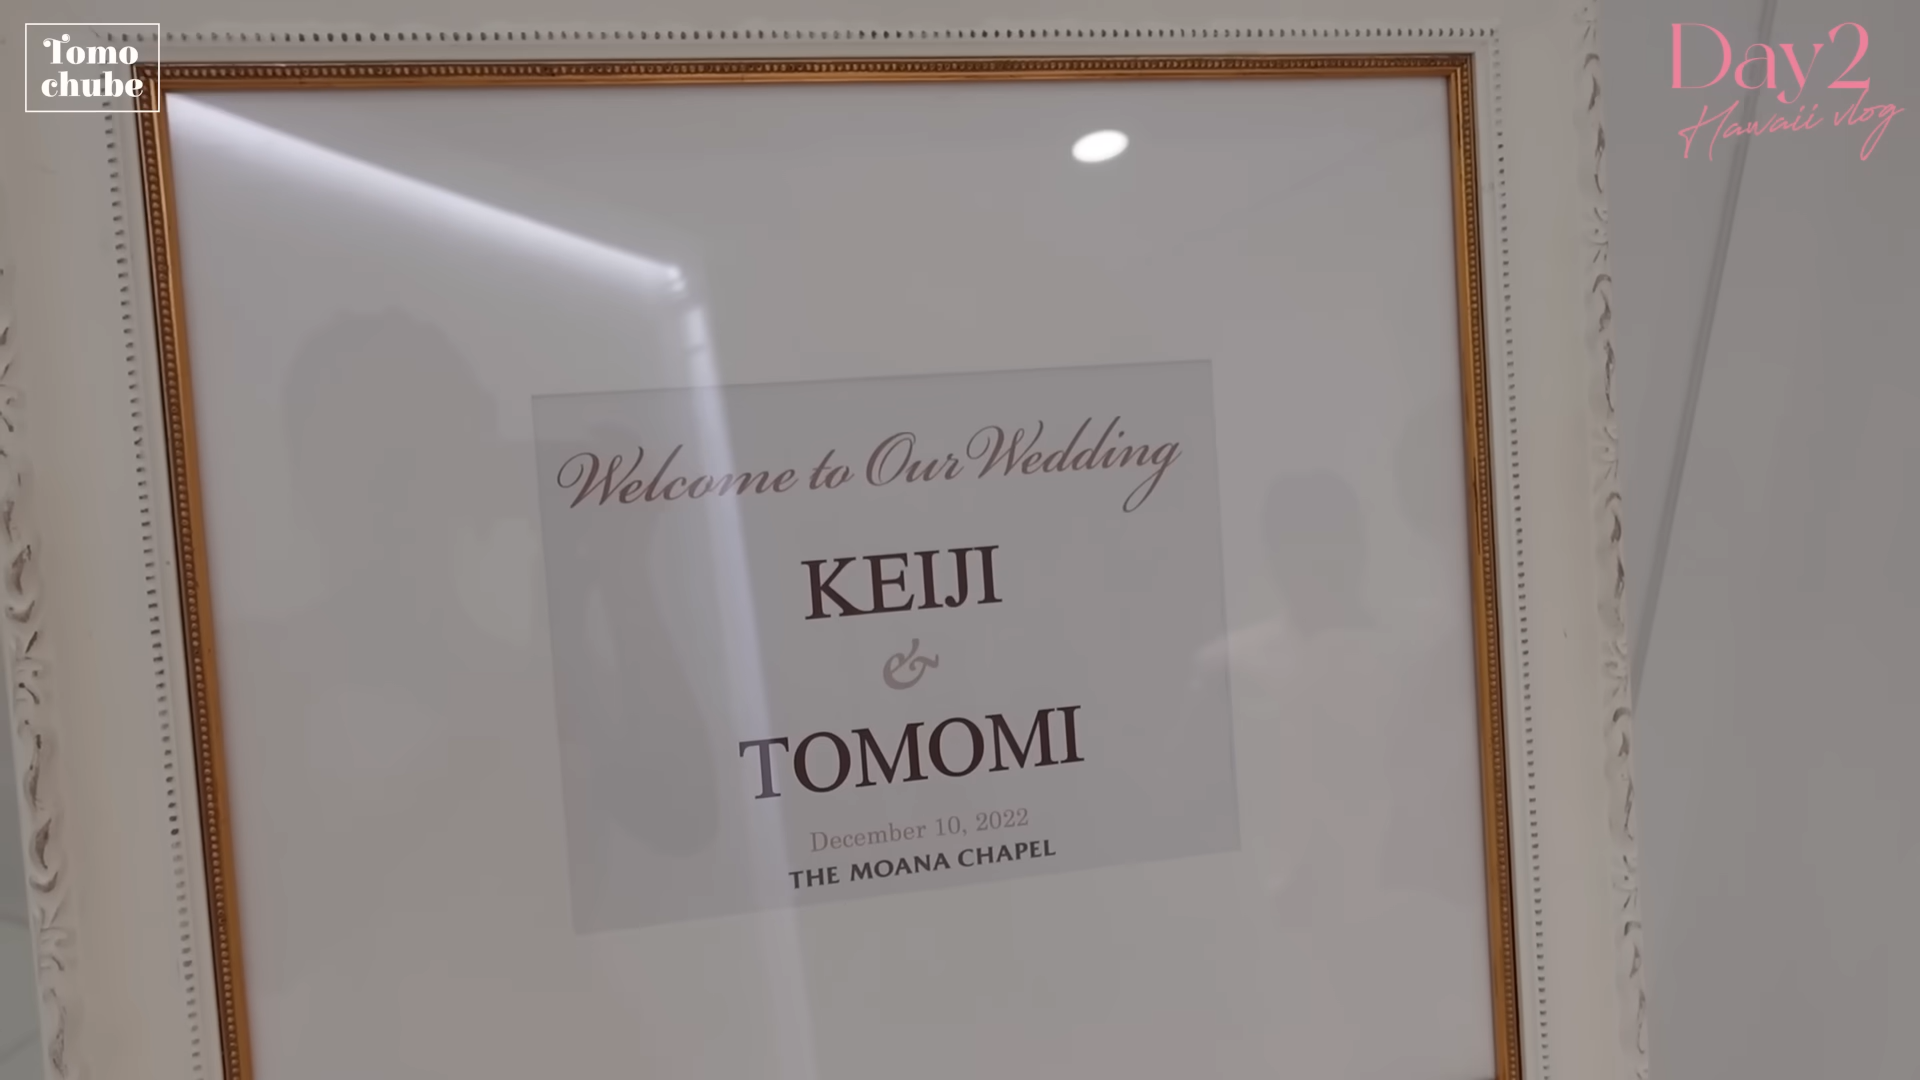 Tomo
chube
Day2
Hawaii vlog
Welcome to Our Wedding
KEIJI
&
TOMOMI
December 10, 2022
THE MOANA CHAPEL